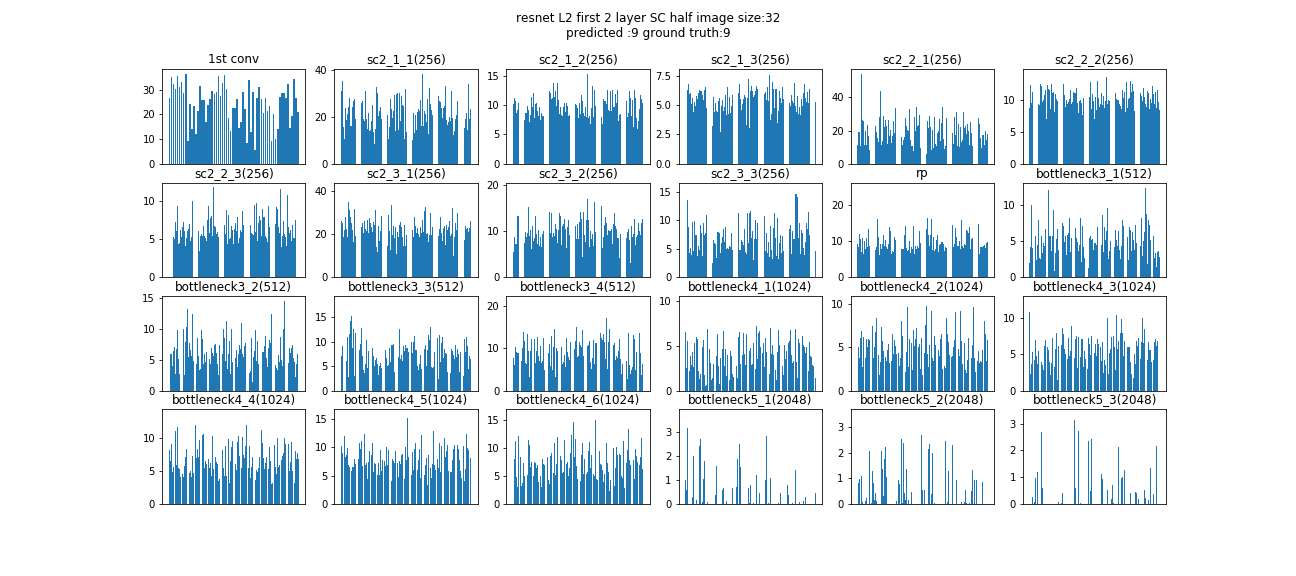 resnet L2 first 2 layer SC half image size:32
predicted :9 ground truth:9
1st conv
0 10 20 30
sc2_1_1(256)
0 20 40
sc2_1_2(256)
0 5 10 15
sc2_1_3(256)
0.0 2.5 5.0 7.5
sc2_2_1(256)
0 20 40
sc2_2_2(256)
0 5 10
sc2_2_3(256)
0 5 10
sc2_3_1(256)
0 20 40
sc2_3_2(256)
0 10 20
sc2_3_3(256)
0 5 10 15
rp
0 10 20
bottleneck3_1(512)
0 5 10
bottleneck3_2(512)
0 5 10 15
bottleneck3_3(512)
0 5 10 15
bottleneck3_4(512)
0 10 20
bottleneck4_1(1024)
0 5 10
bottleneck4_2(1024)
0 5 10
bottleneck4_3(1024)
0 5 10
bottleneck4_4(1024)
0 5 10
bottleneck4_5(1024)
0 5 10 15
bottleneck4_6(1024)
0 5 10 15
bottleneck5_1(2048)
0 1 2 3
bottleneck5_2(2048)
0 1 2 3
bottleneck5_3(2048)
0 1 2 3